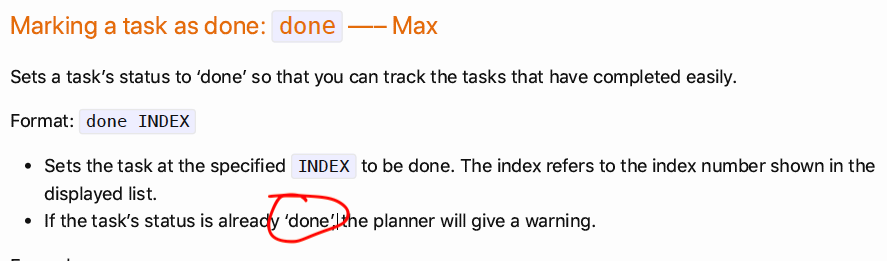 Marking a task as done: done —– Max
Sets a task’s status to ‘done’ so that you can track the tasks that have completed easily.
Format: done INDEX
• Sets the task at the specified INDEX to be done. The index refers to the index number shown in the
displayed list.
• If the task’s status is already ‘done’, the planner will give a warning.